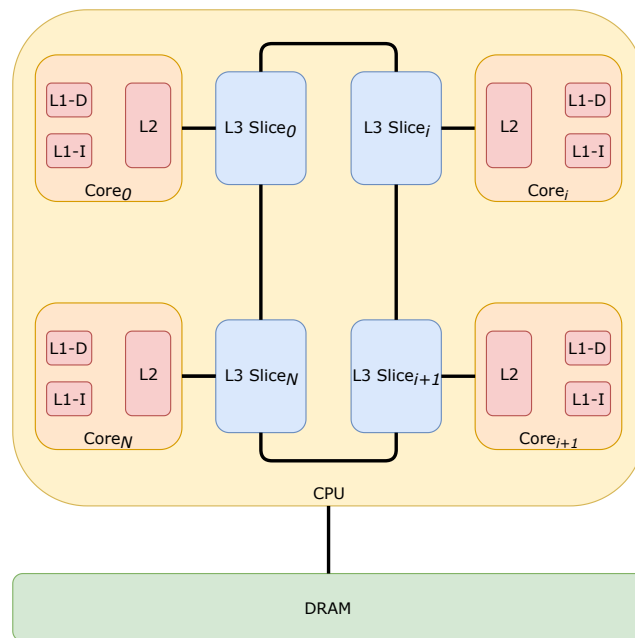 L1-D
L1-I
L2
Core0
L3 Slice0
L3 Slicei
L2
L1-D
L1-I
Corei
L1-D
L1-I
L2
CoreN
L3 SliceN
L3 Slicei+1
L2
L1-D
L1-I
Corei+1
CPU
DRAM